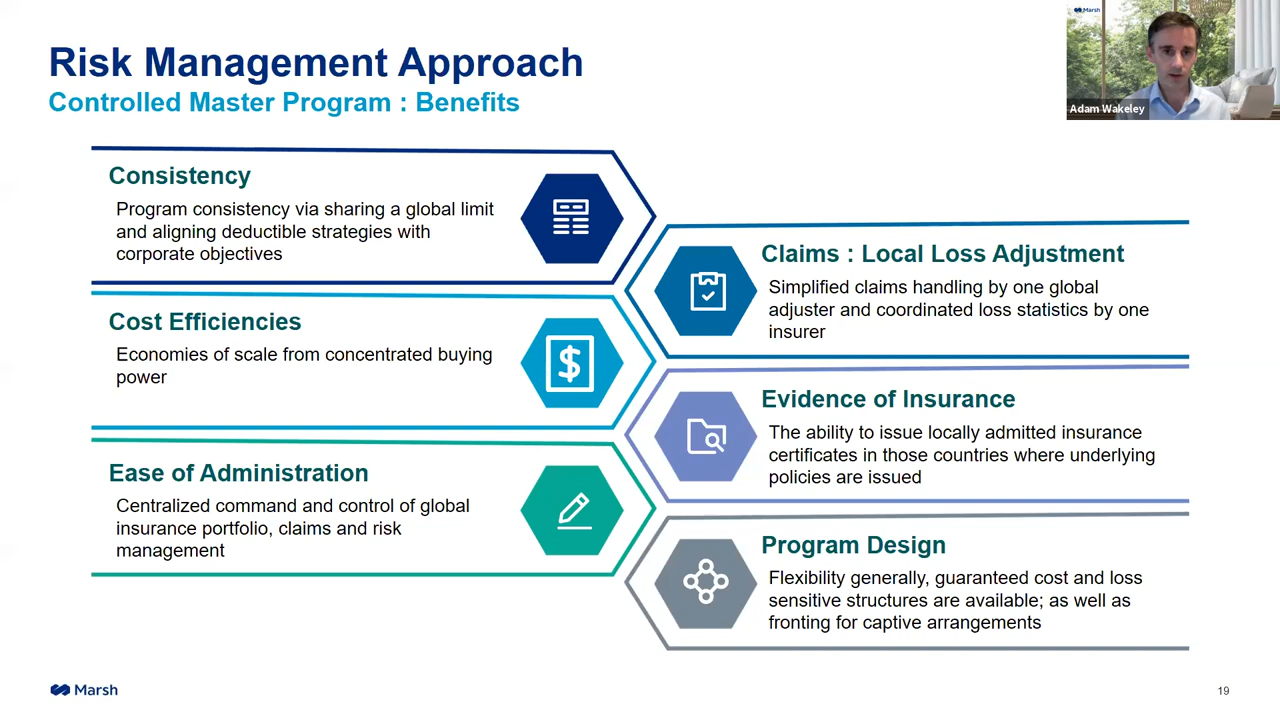 Risk Management Approach
Controlled Master Program : Benefits
Marsh
Adam Wakeley
Consistency
Program consistency via sharing a global limit
and aligning deductible strategies with
corporate objectives
Cost Efficiencies
Economies of scale from concentrated buying
power
Ease of Administration
Centralized command and control of global
insurance portfolio, claims and risk
management
Claims : Local Loss Adjustment
Simplified claims handling by one global
adjuster and coordinated loss statistics by one
insurer
Evidence of Insurance
The ability to issue locally admitted insurance
certificates in those countries where underlying
policies are issued
Program Design
Flexibility generally, guaranteed cost and loss
sensitive structures are available; as well as
fronting for captive arrangements
Marsh
19